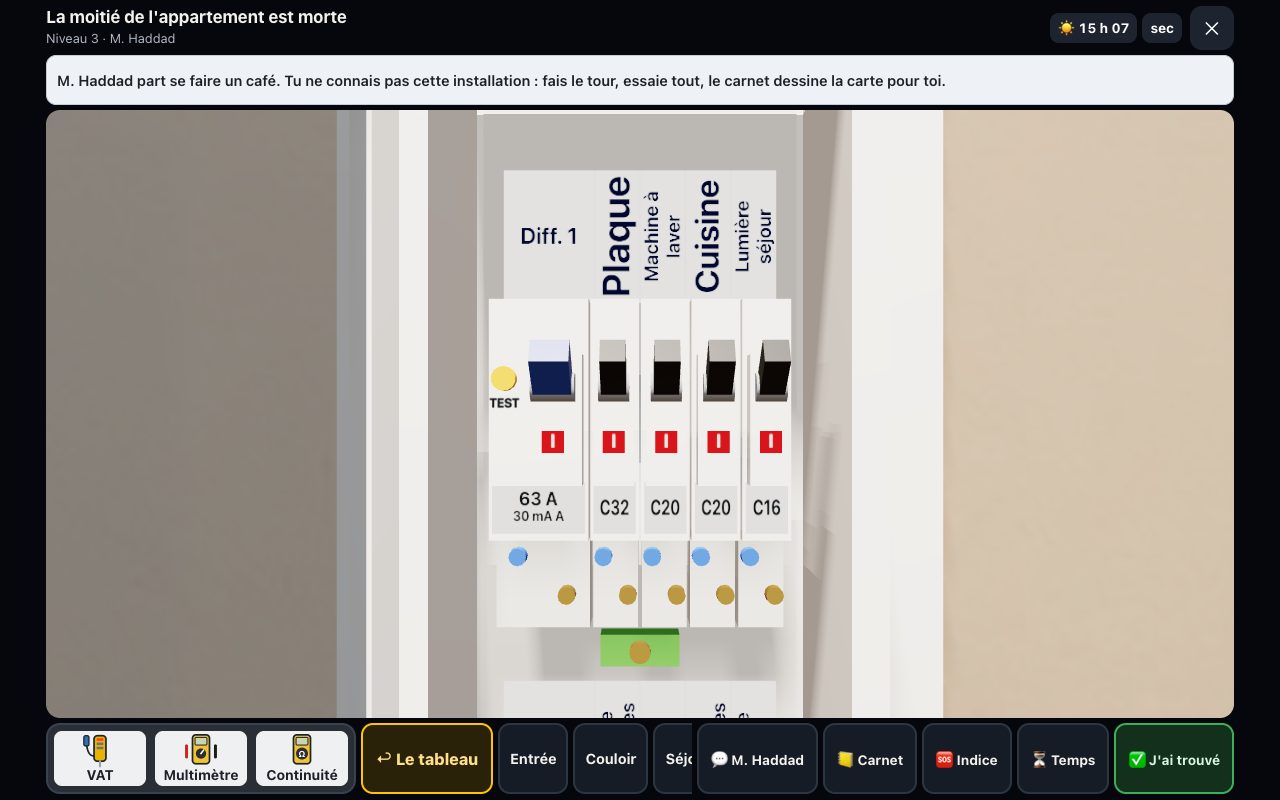 La moitié de l'appartement est morte
Niveau 3 · M. Haddad
15 h 07
sec
M. Haddad part se faire un café. Tu ne connais pas cette installation : fais le tour, essaie tout, le carnet dessine la carte pour toi.
Diff. 1
Plaque
Machine à
laver
Cuisine
Lumière
séjour
TEST
63 A
30 mA A
C32
C20
C20
C16
VAT
Multimètre
Continuité
Le tableau
Entrée
Couloir
M. Haddad
Carnet
SOS
Indice
Temps
J'ai trouvé